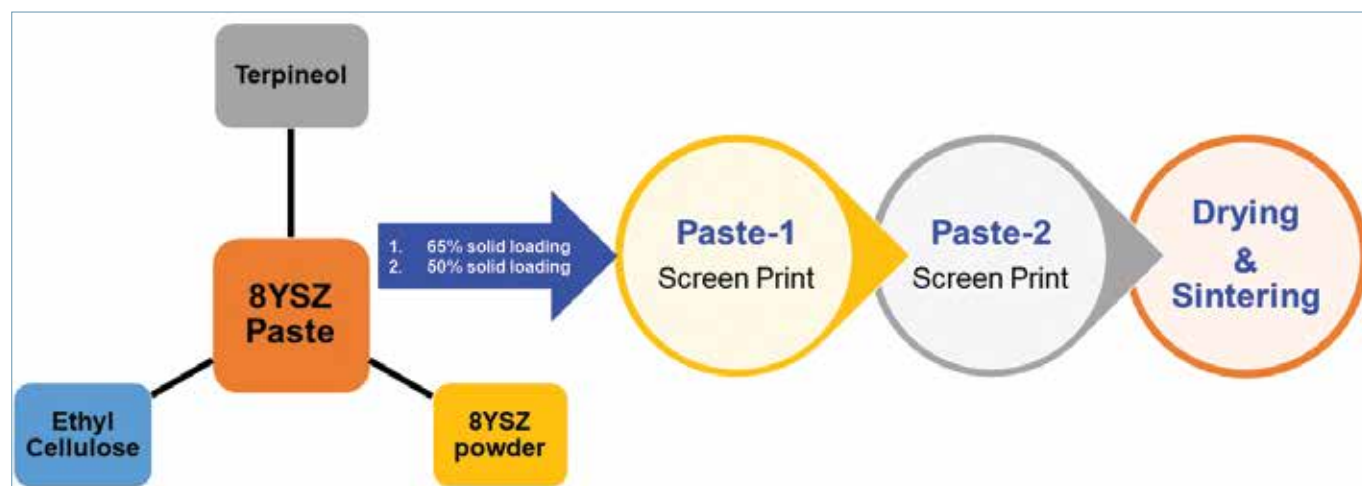 Terpineol
8YSZ
Paste
Ethyl
Cellulose
8YSZ
powder
1. 65% solid loading
2. 50% solid loading
Paste-1
Screen Print
Paste-2
Screen Print
Drying
&
Sintering